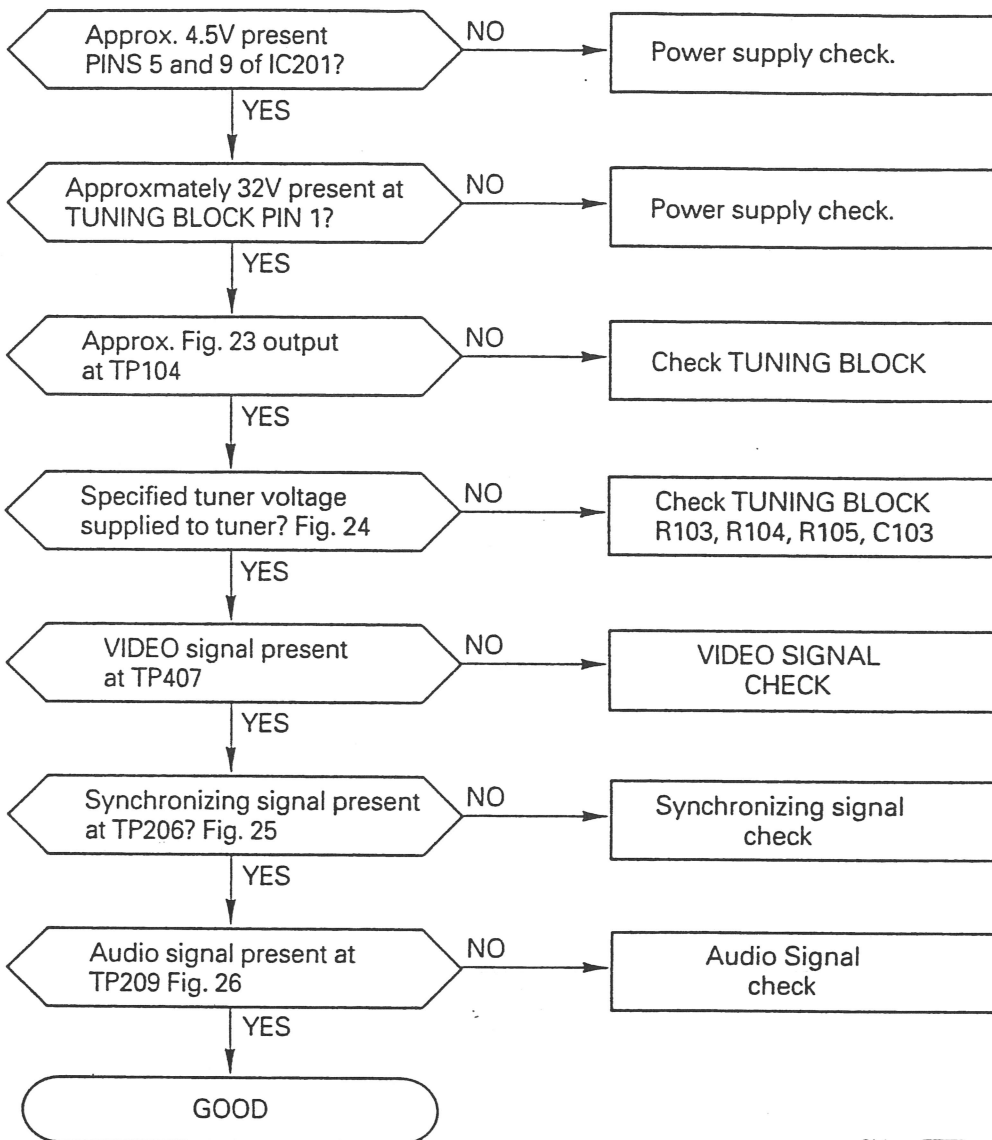 Approx. 4.5V present
PINS 5 and 9 of IC201?
NO
Power supply check.
YES
Approxmately 32V present at
TUNING BLOCK PIN 1?
NO
Power supply check.
YES
Approx. Fig. 23 output
at TP104
NO
Check TUNING BLOCK
YES
Specified tuner voltage
supplied to tuner? Fig. 24
NO
Check TUNING BLOCK
R103, R104, R105, C103
YES
VIDEO signal present
at TP407
NO
VIDEO SIGNAL
CHECK
YES
Synchronizing signal present
at TP206? Fig. 25
NO
Synchronizing signal
check
YES
Audio signal present at
TP209 Fig. 26
NO
Audio Signal
check
YES
GOOD